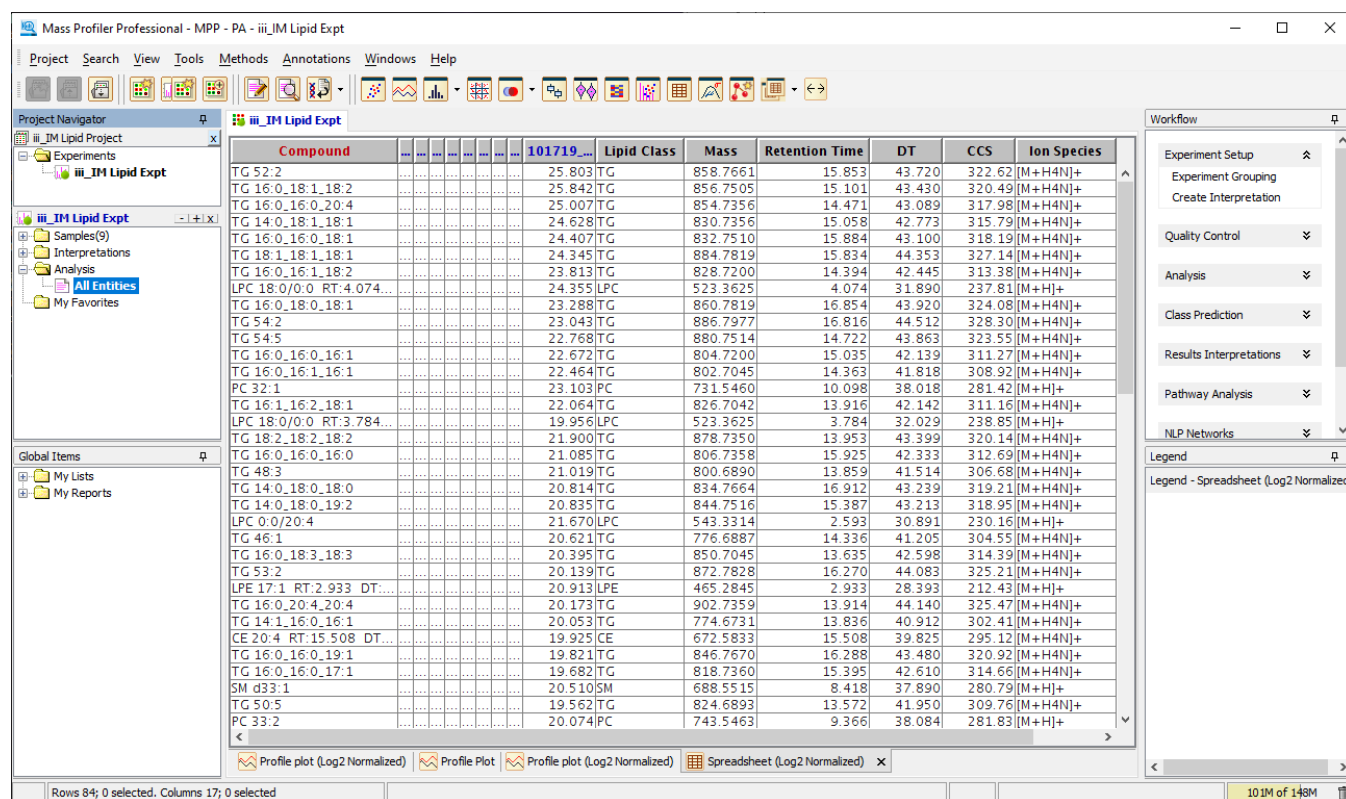 Mass Profiler Professional - MPP - PA - iii_IM Lipid Expt
Project Search View Tools Methods Annotations Windows Help
Project Navigator
iii_IM Lipid Project
Experiments
iii_IM Lipid Expt
iii_IM Lipid Expt
Samples(9)
Interpretations
Analysis
All Entities
My Favorites
Global Items
My Lists
My Reports
iii_IM Lipid Expt
Compound ... ... ... ... ... ... ... ... 101719_... Lipid Class Mass Retention Time DT CCS Ion Species
TG 52:2 25.803 TG 858.7661 15.853 43.720 322.62 [M+H4N]+
TG 16:0_18:1_18:2 25.842 TG 856.7505 15.101 43.430 320.49 [M+H4N]+
TG 16:0_16:0_20:4 25.007 TG 854.7356 14.471 43.089 317.98 [M+H4N]+
TG 14:0_18:1_18:1 24.628 TG 830.7356 15.058 42.773 315.79 [M+H4N]+
TG 16:0_16:0_18:1 24.407 TG 832.7510 15.884 43.100 318.19 [M+H4N]+
TG 18:1_18:1_18:1 24.345 TG 884.7819 15.834 44.353 327.14 [M+H4N]+
TG 16:0_16:1_18:2 23.813 TG 828.7200 14.394 42.445 313.38 [M+H4N]+
LPC 18:0/0:0 RT:4.074... 24.355 LPC 523.3625 4.074 31.890 237.81 [M+H]+
TG 16:0_18:0_18:1 23.288 TG 860.7819 16.854 43.920 324.08 [M+H4N]+
TG 54:2 23.043 TG 886.7977 16.816 44.512 328.30 [M+H4N]+
TG 54:5 22.768 TG 880.7514 14.722 43.863 323.55 [M+H4N]+
TG 16:0_16:0_16:1 22.672 TG 804.7200 15.035 42.139 311.27 [M+H4N]+
TG 16:0_16:1_16:1 22.464 TG 802.7045 14.363 41.818 308.92 [M+H4N]+
PC 32:1 23.103 PC 731.5460 10.098 38.018 281.42 [M+H]+
TG 16:1_16:2_18:1 22.064 TG 826.7042 13.916 42.142 311.16 [M+H4N]+
LPC 18:0/0:0 RT:3.784... 19.956 LPC 523.3625 3.784 32.029 238.85 [M+H]+
TG 18:2_18:2_18:2 21.900 TG 878.7350 13.953 43.399 320.14 [M+H4N]+
TG 16:0_16:0_16:0 21.085 TG 806.7358 15.925 42.333 312.69 [M+H4N]+
TG 48:3 21.019 TG 800.6890 13.859 41.514 306.68 [M+H4N]+
TG 14:0_18:0_18:0 20.814 TG 834.7664 16.912 43.239 319.21 [M+H4N]+
TG 14:0_18:0_19:2 20.835 TG 844.7516 15.387 43.213 318.95 [M+H4N]+
LPC 0:0/20:4 21.670 LPC 543.3314 2.593 30.891 230.16 [M+H]+
TG 46:1 20.621 TG 776.6887 14.336 41.205 304.55 [M+H4N]+
TG 16:0_18:3_18:3 20.395 TG 850.7045 13.635 42.598 314.39 [M+H4N]+
TG 53:2 20.139 TG 872.7828 16.270 44.083 325.21 [M+H4N]+
LPE 17:1 RT:2.933 DT:... 20.913 LPE 465.2845 2.933 28.393 212.43 [M+H]+
TG 16:0_20:4_20:4 20.173 TG 902.7359 13.914 44.140 325.47 [M+H4N]+
TG 14:1_16:0_16:1 20.053 TG 774.6731 13.836 40.912 302.41 [M+H4N]+
CE 20:4 RT:15.508 DT... 19.925 CE 672.5833 15.508 39.825 295.12 [M+H4N]+
TG 16:0_16:0_19:1 19.821 TG 846.7670 16.288 43.480 320.92 [M+H4N]+
TG 16:0_16:0_17:1 19.682 TG 818.7360 15.395 42.610 314.66 [M+H4N]+
SM d33:1 20.510 SM 688.5515 8.418 37.890 280.79 [M+H]+
TG 50:5 19.562 TG 824.6893 13.572 41.950 309.76 [M+H4N]+
PC 33:2 20.074 PC 743.5463 9.366 38.084 281.83 [M+H]+
Profile plot (Log2 Normalized) Profile Plot Profile plot (Log2 Normalized) Spreadsheet (Log2 Normalized)
Workflow
Experiment Setup
Experiment Grouping
Create Interpretation
Quality Control
Analysis
Class Prediction
Results Interpretations
Pathway Analysis
NLP Networks
Legend
Legend - Spreadsheet (Log2 Normalized
Rows 84; 0 selected. Columns 17; 0 selected
101M of 148M